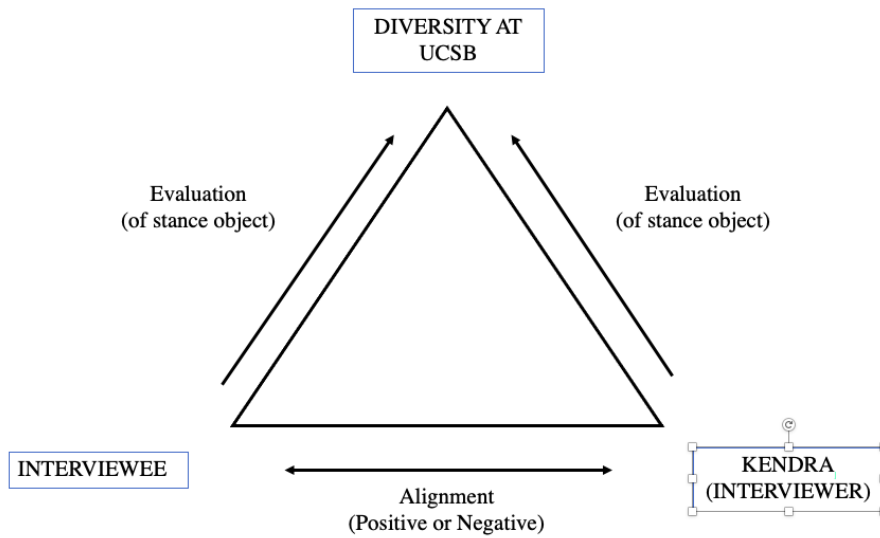 DIVERSITY AT
UCSB
Evaluation
(of stance object)
Evaluation
(of stance object)
INTERVIEWEE
KENDRA
(INTERVIEWER)
Alignment
(Positive or Negative)